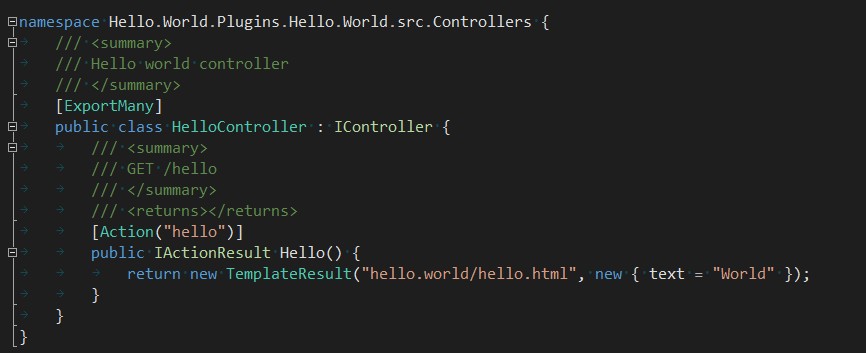 namespace Hello.World.Plugins.Hello.World.src.Controllers {
/// <summary>
/// Hello world controller
/// </summary>
[ExportMany]
public class HelloController : IController {
/// <summary>
/// GET /hello
/// </summary>
/// <returns></returns>
[Action("hello")]
public IActionResult Hello() {
return new TemplateResult("hello.world/hello.html", new { text = "World" });
}
}
}